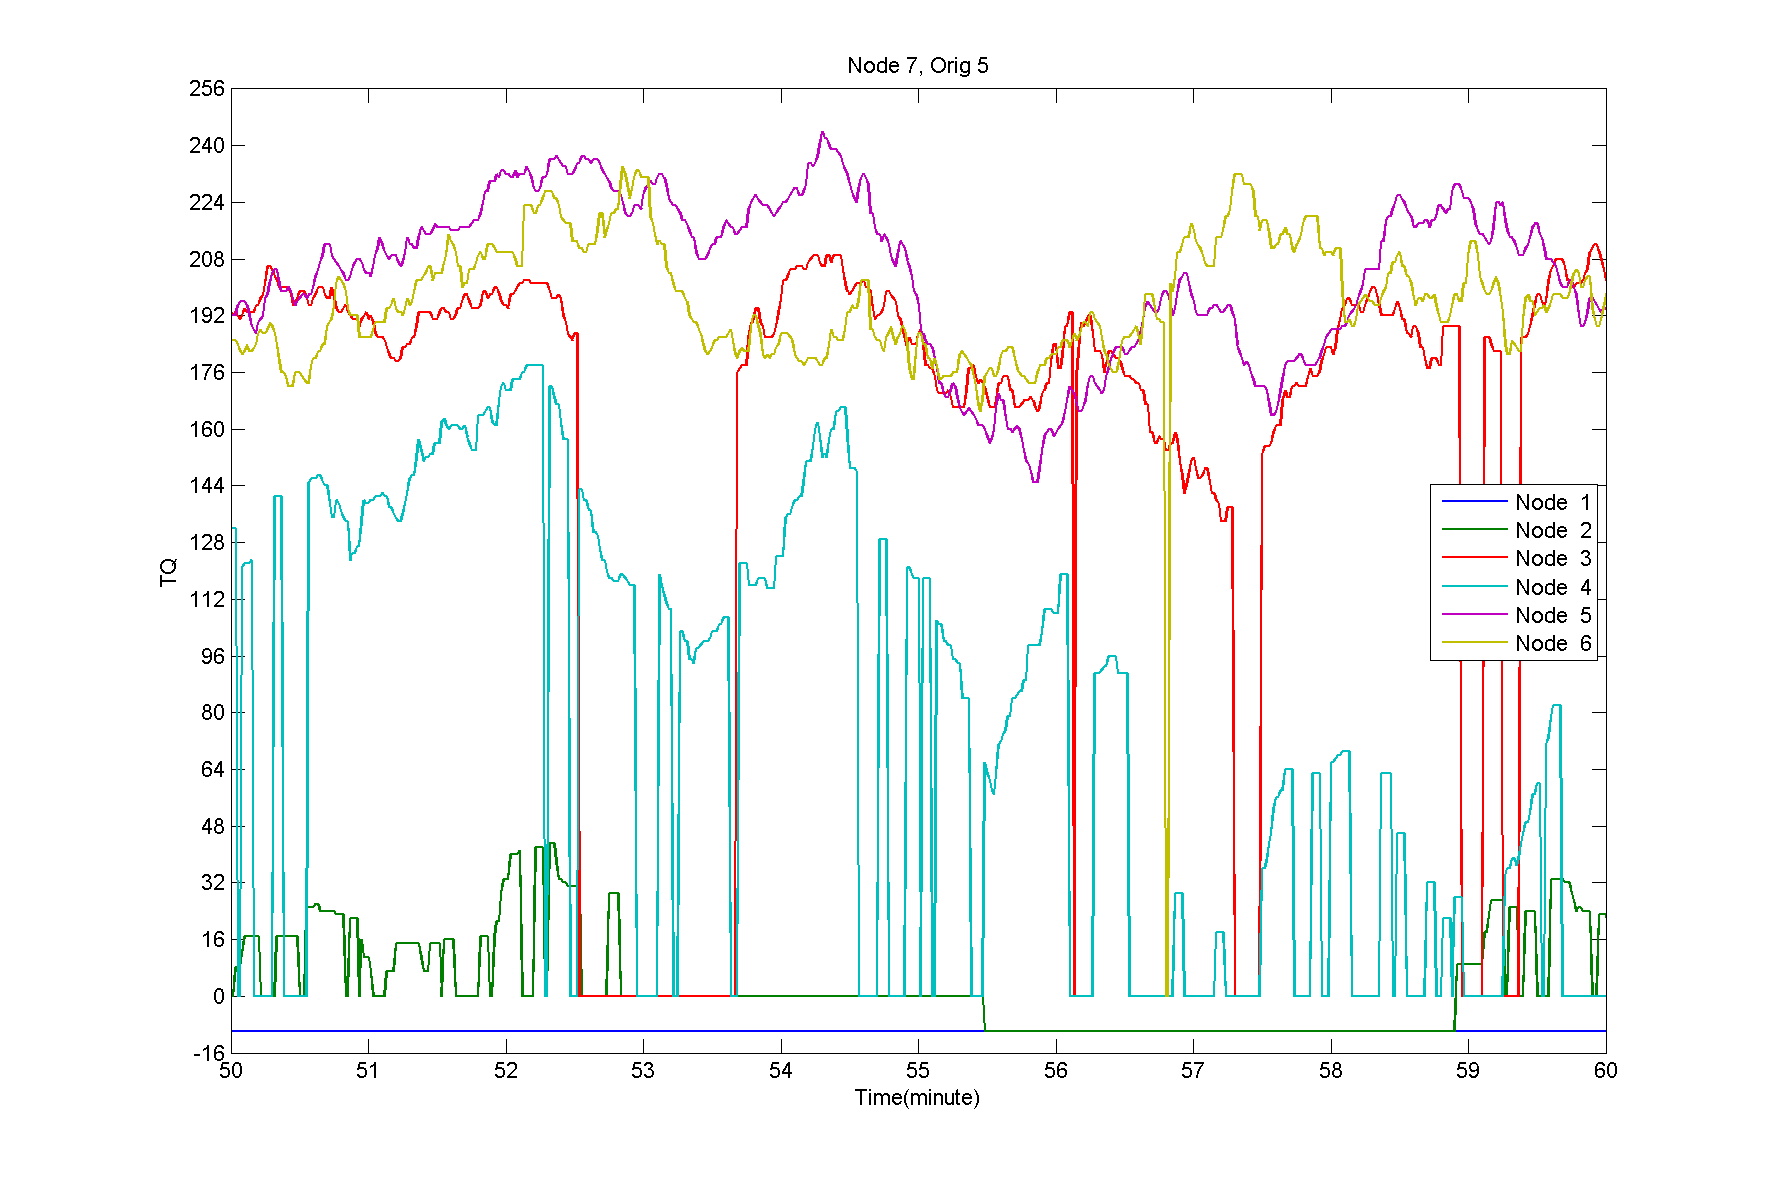 Node 7, Orig 5
256
240
224
208
192
176
160
144
128
112
96
80
64
48
32
16
0
-16
TQ
Node 1
Node 2
Node 3
Node 4
Node 5
Node 6
50 51 52 53 54 55 56 57 58 59 60
Time(minute)